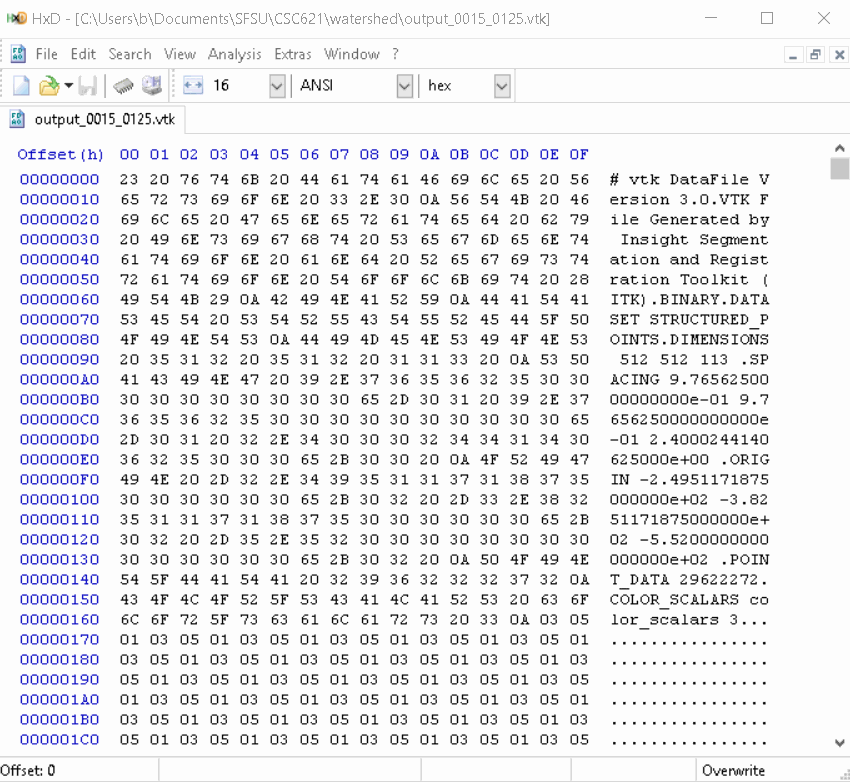 HxD - [C:\Users\b\Documents\SFSU\CSC621\watershed\output_0015_0125.vtk]
File Edit Search View Analysis Extras Window ?
16 ANSI hex
output_0015_0125.vtk
Offset(h) 00 01 02 03 04 05 06 07 08 09 0A 0B 0C 0D 0E 0F
00000000 23 20 76 74 6B 20 44 61 74 61 46 69 6C 65 20 56 # vtk DataFile V
00000010 65 72 73 69 6F 6E 20 33 2E 30 0A 56 54 4B 20 46 ersion 3.0.VTK F
00000020 69 6C 65 20 47 65 6E 65 72 61 74 65 64 20 62 79 ile Generated by
00000030 20 49 6E 73 69 67 68 74 20 53 65 67 6D 65 6E 74  Insight Segment
00000040 61 74 69 6F 6E 20 61 6E 64 20 52 65 67 69 73 74 ation and Regist
00000050 72 61 74 69 6F 6E 20 54 6F 6F 6C 6B 69 74 20 28 ration Toolkit (
00000060 49 54 4B 29 0A 42 49 4E 41 52 59 0A 44 41 54 41 ITK).BINARY.DATA
00000070 53 45 54 20 53 54 52 55 43 54 55 52 45 44 5F 50 SET STRUCTURED_P
00000080 4F 49 4E 54 53 0A 44 49 4D 45 4E 53 49 4F 4E 53 OINTS.DIMENSIONS
00000090 20 35 31 32 20 35 31 32 20 31 31 33 20 0A 53 50  512 512 113 .SP
000000A0 41 43 49 4E 47 20 39 2E 37 36 35 36 32 35 30 30 ACING 9.76562500
000000B0 30 30 30 30 30 30 30 30 65 2D 30 31 20 39 2E 37 00000000e-01 9.7
000000C0 36 35 36 32 35 30 30 30 30 30 30 30 30 30 30 65 656250000000000e
000000D0 2D 30 31 20 32 2E 34 30 30 30 32 34 34 31 34 30 -01 2.4000244140
000000E0 36 32 35 30 30 30 65 2B 30 30 20 0A 4F 52 49 47 625000e+00 .ORIG
000000F0 49 4E 20 2D 32 2E 34 39 35 31 31 37 31 38 37 35 IN -2.4951171875
00000100 30 30 30 30 30 30 65 2B 30 32 20 2D 33 2E 38 32 000000e+02 -3.82
00000110 35 31 31 37 31 38 37 35 30 30 30 30 30 30 65 2B 51171875000000e+
00000120 30 32 20 2D 35 2E 35 32 30 30 30 30 30 30 30 30 02 -5.5200000000
00000130 30 30 30 30 30 30 65 2B 30 32 20 0A 50 4F 49 4E 000000e+02 .POIN
00000140 54 5F 44 41 54 41 20 32 39 36 32 32 32 37 32 0A T_DATA 29622272.
00000150 43 4F 4C 4F 52 5F 53 43 41 4C 41 52 53 20 63 6F COLOR_SCALARS co
00000160 6C 6F 72 5F 73 63 61 6C 61 72 73 20 33 0A 03 05 lor_scalars 3...
00000170 01 03 05 01 03 05 01 03 05 01 03 05 01 03 05 01 ................
00000180 03 05 01 03 05 01 03 05 01 03 05 01 03 05 01 03 ................
00000190 05 01 03 05 01 03 05 01 03 05 01 03 05 01 03 05 ................
000001A0 01 03 05 01 03 05 01 03 05 01 03 05 01 03 05 01 ................
000001B0 03 05 01 03 05 01 03 05 01 03 05 01 03 05 01 03 ................
000001C0 05 01 03 05 01 03 05 01 03 05 01 03 05 01 03 05 ................
Offset: 0 Overwrite